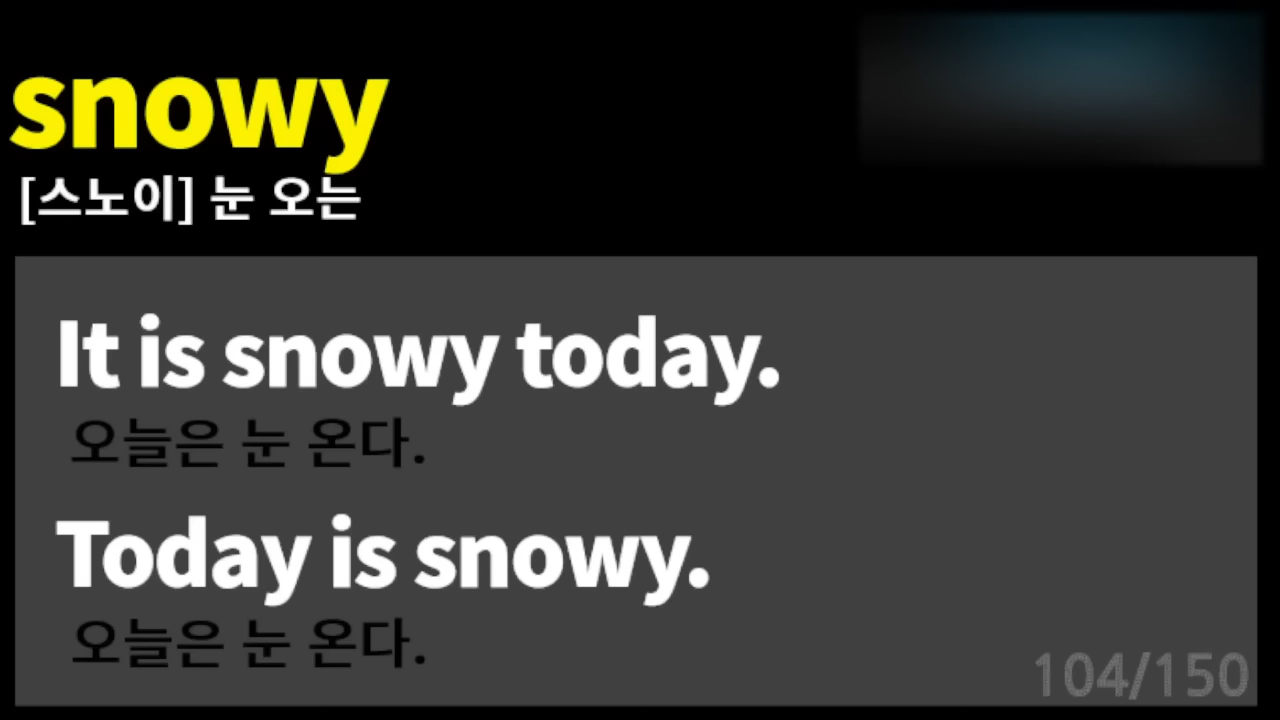 snowy
[스노이] 눈 오는
It is snowy today.
오늘은 눈 온다.
Today is snowy.
오늘은 눈 온다.
104/150